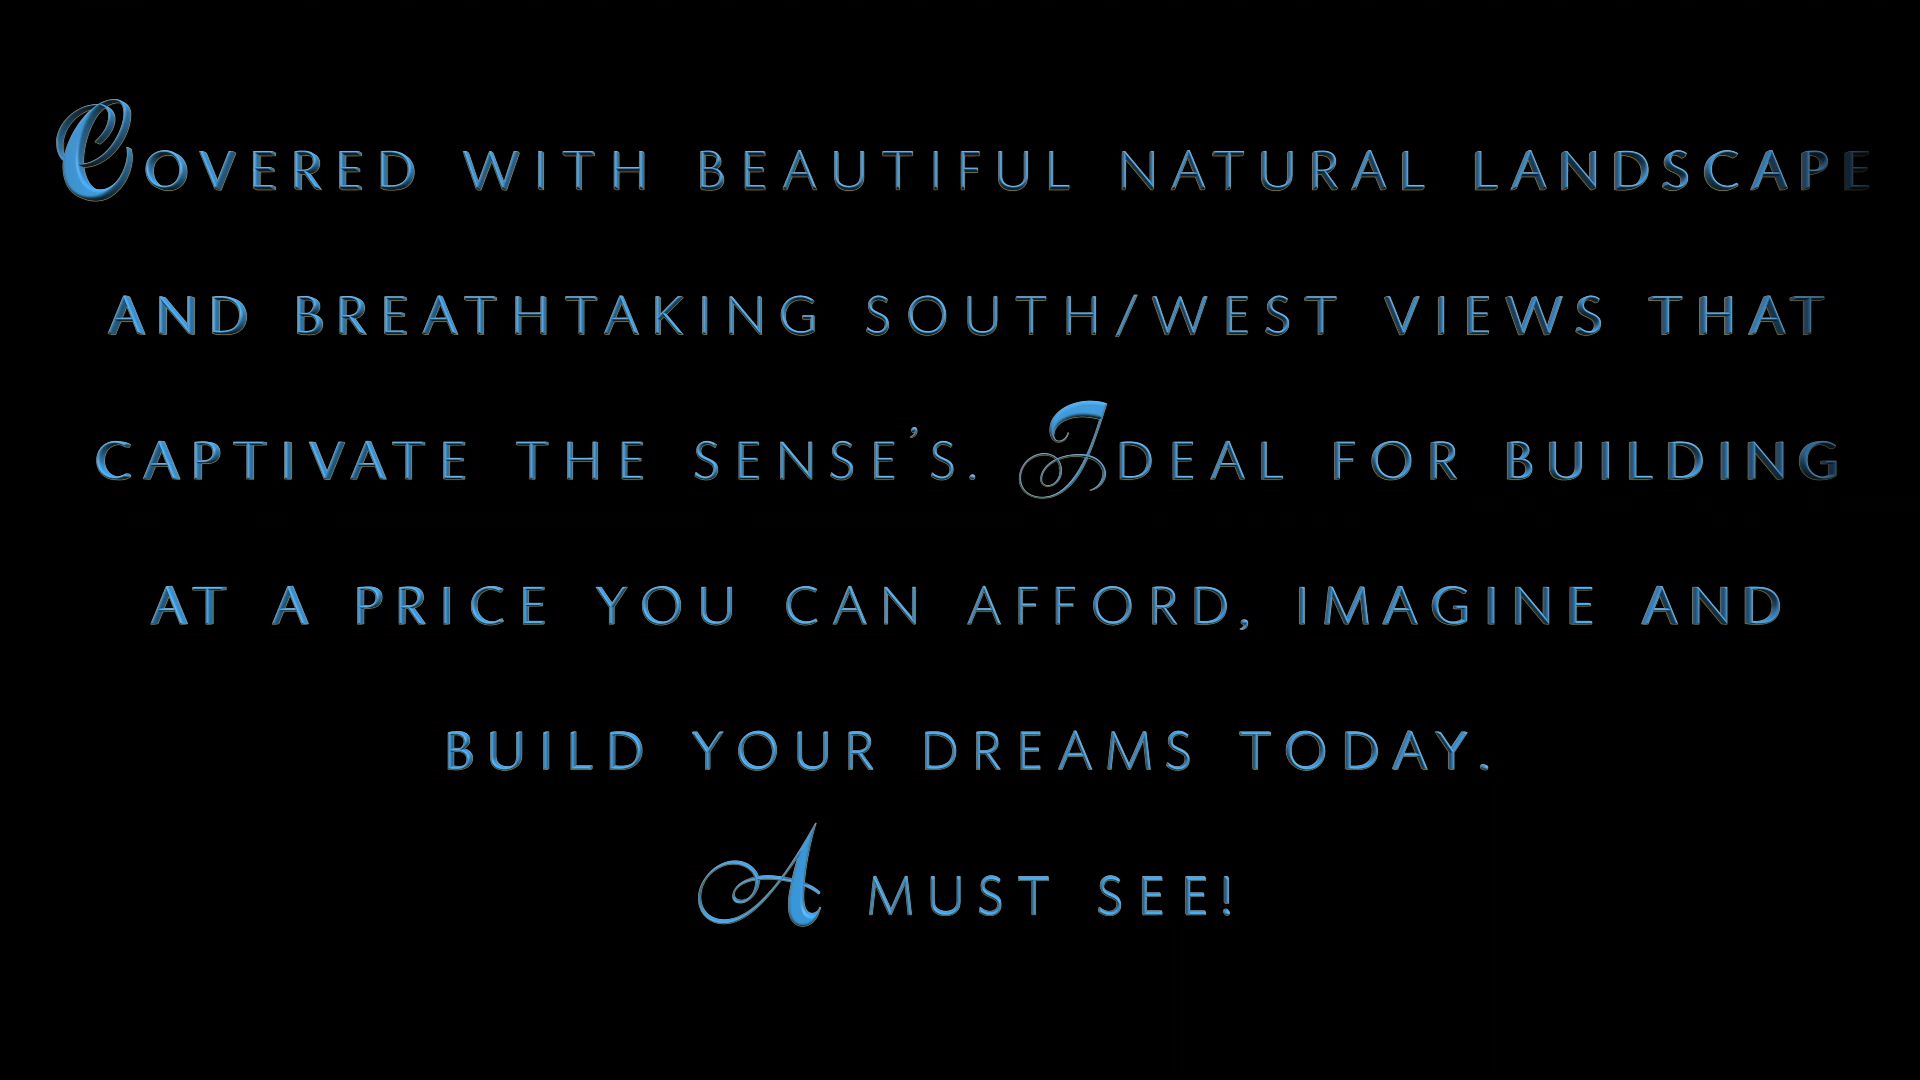 Covered with beautiful natural landscape
and breathtaking south/west views that
captivate the sense's. Ideal for building
at a price you can afford, imagine and
build your dreams today.
A must see!